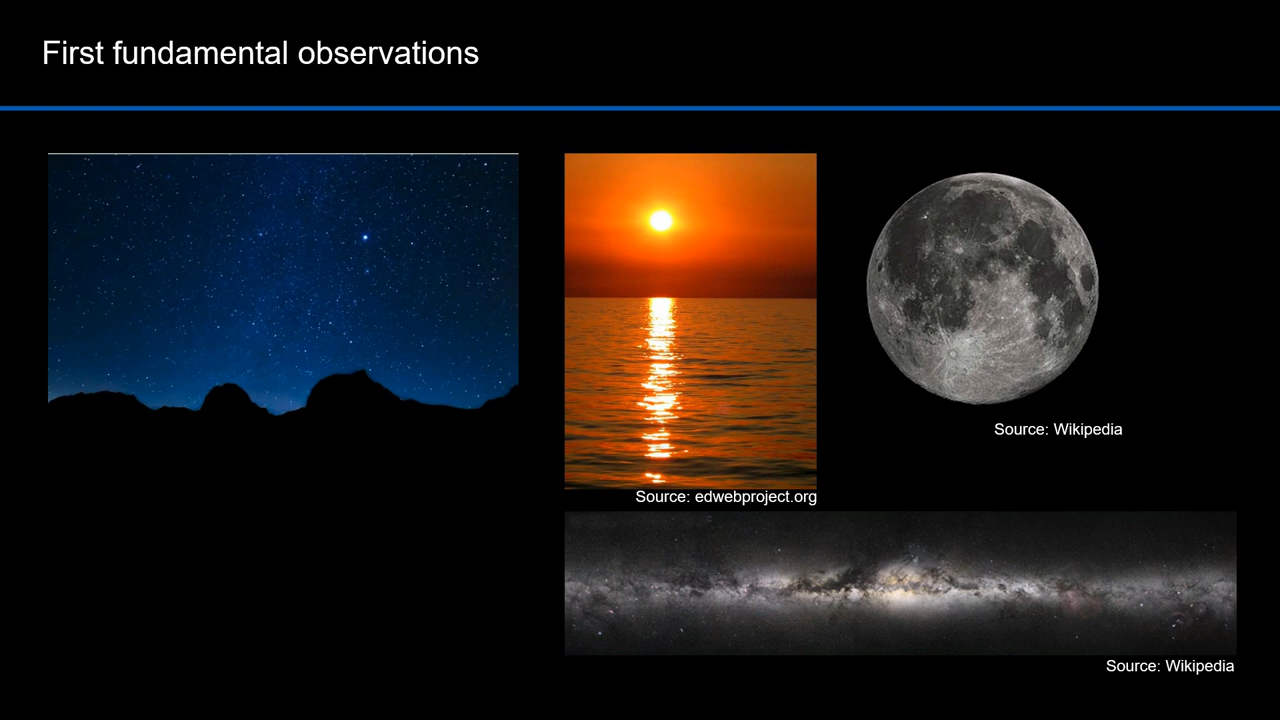 First fundamental observations
Source: Wikipedia
Source: edwebproject.org
Source: Wikipedia